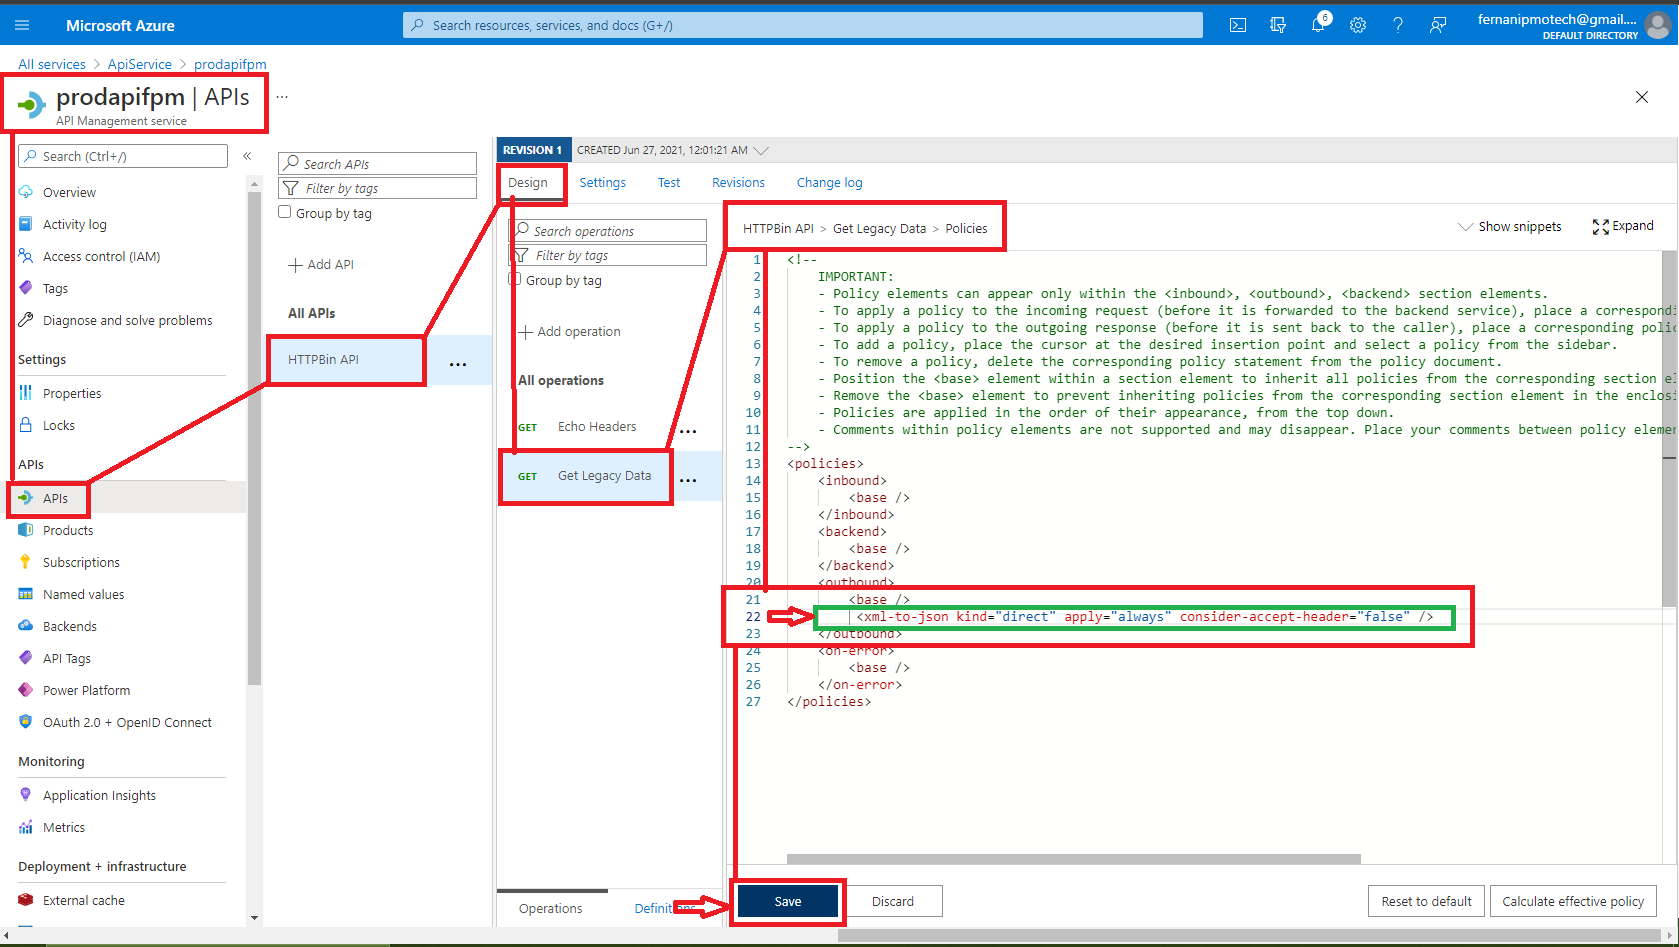 Microsoft Azure
Search resources, services, and docs (G+/)
6
fernanipmotech@gmail....
DEFAULT DIRECTORY
All services > ApiService > prodapifpm
prodapifpm | APIs
...
API Management service
Search (Ctrl+/)
«
Overview
Activity log
Access control (IAM)
Tags
Diagnose and solve problems
Settings
Properties
Locks
APIs
APIs
Products
Subscriptions
Named values
Backends
API Tags
Power Platform
OAuth 2.0 + OpenID Connect
Monitoring
Application Insights
Metrics
Deployment + infrastructure
External cache
Search APIs
Filter by tags
Group by tag
Add API
All APIs
HTTPBin API
...
REVISION 1
CREATED Jun 27, 2021, 12:01:21 AM
Design
Settings
Test
Revisions
Change log
Search operations
Filter by tags
Group by tag
Add operation
All operations
GET Echo Headers ...
GET Get Legacy Data ...
Operations
HTTPBin API > Get Legacy Data > Policies
Show snippets
Expand
1 <!--
2 IMPORTANT:
3 - Policy elements can appear only within the <inbound>, <outbound>, <backend> section elements.
4 - To apply a policy to the incoming request (before it is forwarded to the backend service), place a correspondi
5 - To apply a policy to the outgoing response (before it is sent back to the caller), place a corresponding polic
6 - To add a policy, place the cursor at the desired insertion point and select a policy from the sidebar.
7 - To remove a policy, delete the corresponding policy statement from the policy document.
8 - Position the <base> element within a section element to inherit all policies from the corresponding section el
9 - Remove the <base> element to prevent inheriting policies from the corresponding section element in the enclosi
10 - Policies are applied in the order of their appearance, from the top down.
11 - Comments within policy elements are not supported and may disappear. Place your comments between policy elemen
12 -->
13 <policies>
14 <inbound>
15 <base />
16 </inbound>
17 <backend>
18 <base />
19 </backend>
20 <outbound>
21 <base />
22 <xml-to-json kind="direct" apply="always" consider-accept-header="false" />
23 </outbound>
24 <on-error>
25 <base />
26 </on-error>
27 </policies>
Save
Discard
Reset to default
Calculate effective policy